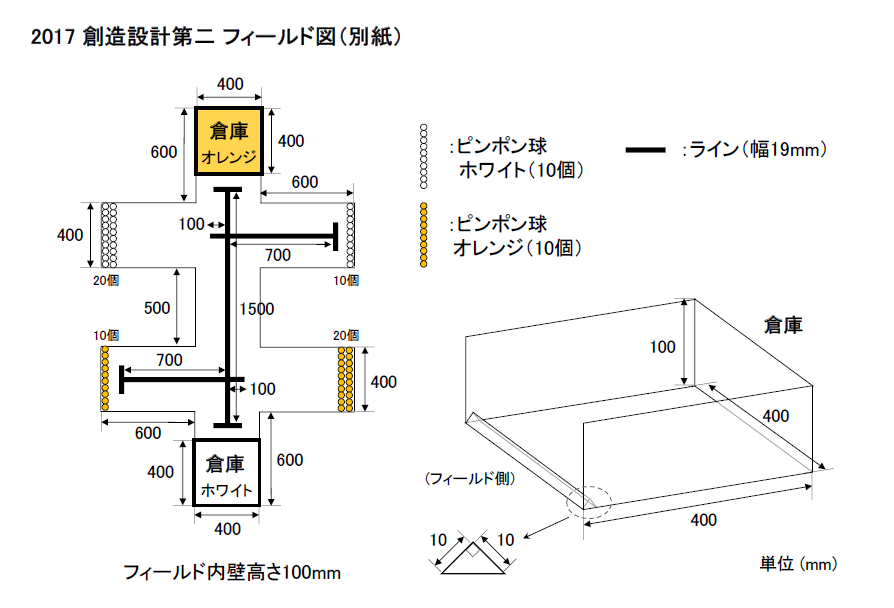 2017 創造設計第二 フィールド図(別紙)
400
倉庫
オレンジ
400
600
600
100
400
700
20個
10個
500
1500
10個
20個
700
400
100
600
倉庫
ホワイト
400
600
400
フィールド内壁高さ100mm
:ピンポン球
ホワイト(10個)
:ライン(幅19mm)
:ピンポン球
オレンジ(10個)
倉庫
100
400
(フィールド側)
400
10
10
単位 (mm)